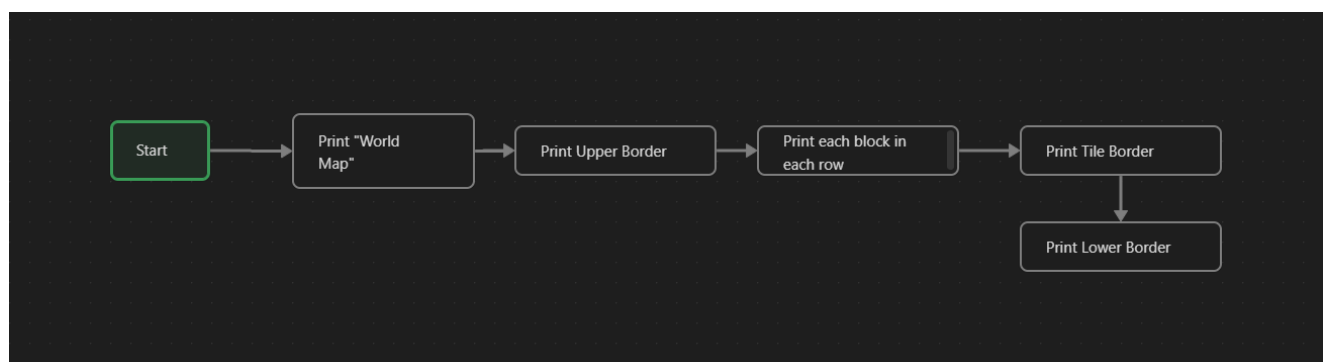 Start
Print "World
Map"
Print Upper Border
Print each block in
each row
Print Tile Border
Print Lower Border